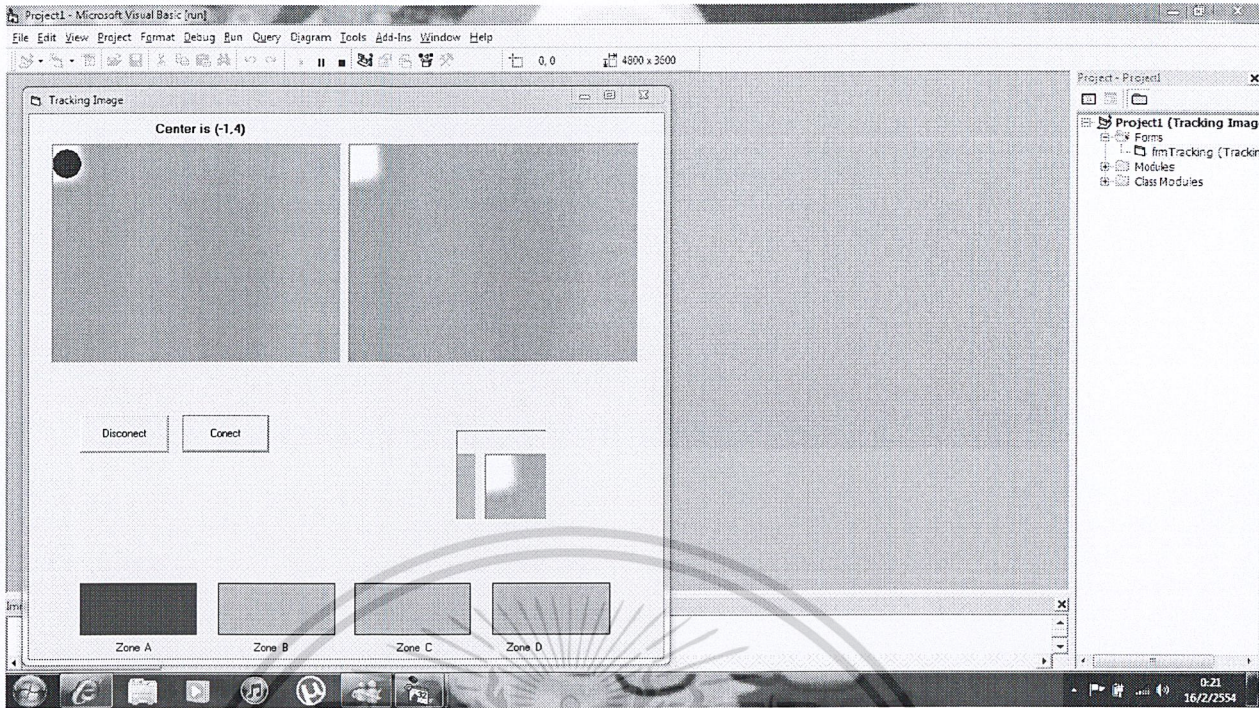 Project1 - Microsoft Visual Basic [run]
File Edit View Project Format Debug Run Query Diagram Tools Add-Ins Window Help
0, 0 4800 x 3600
Project - Project1
Tracking Image
Center is (-1,4)
Project1 (Tracking Imag
Forms
frmTracking (Trackin
Modules
Class Modules
Disconect Conect
Imm
Zone A Zone B Zone C Zone D
0:21
16/2/2554